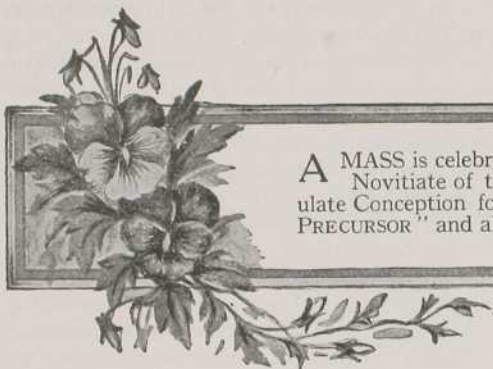 A MASS is celebr
Novitiate of t
ulate Conception fo
PRECURSOR " and a